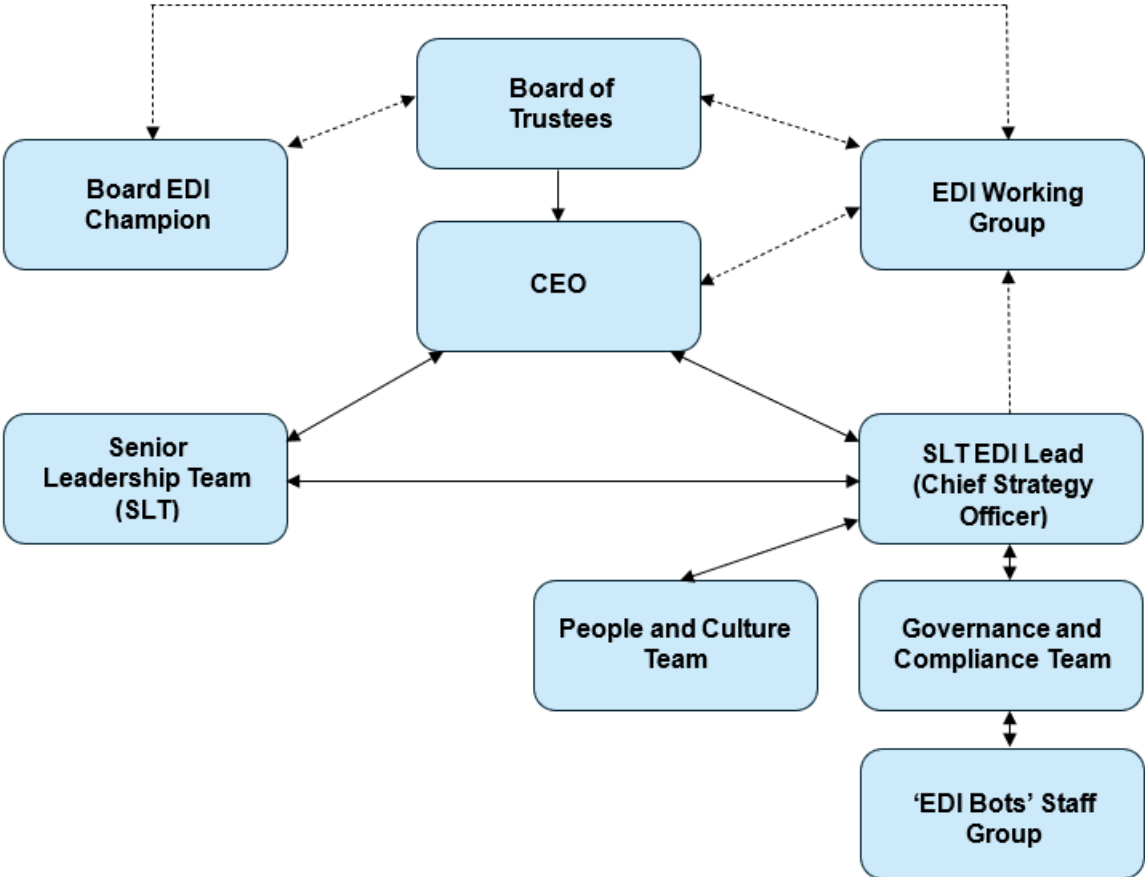 Board of
Trustees
Board EDI
Champion
EDI Working
Group
CEO
Senior
Leadership Team
(SLT)
SLT EDI Lead
(Chief Strategy
Officer)
People and Culture
Team
Governance and
Compliance Team
‘EDI Bots’ Staff
Group